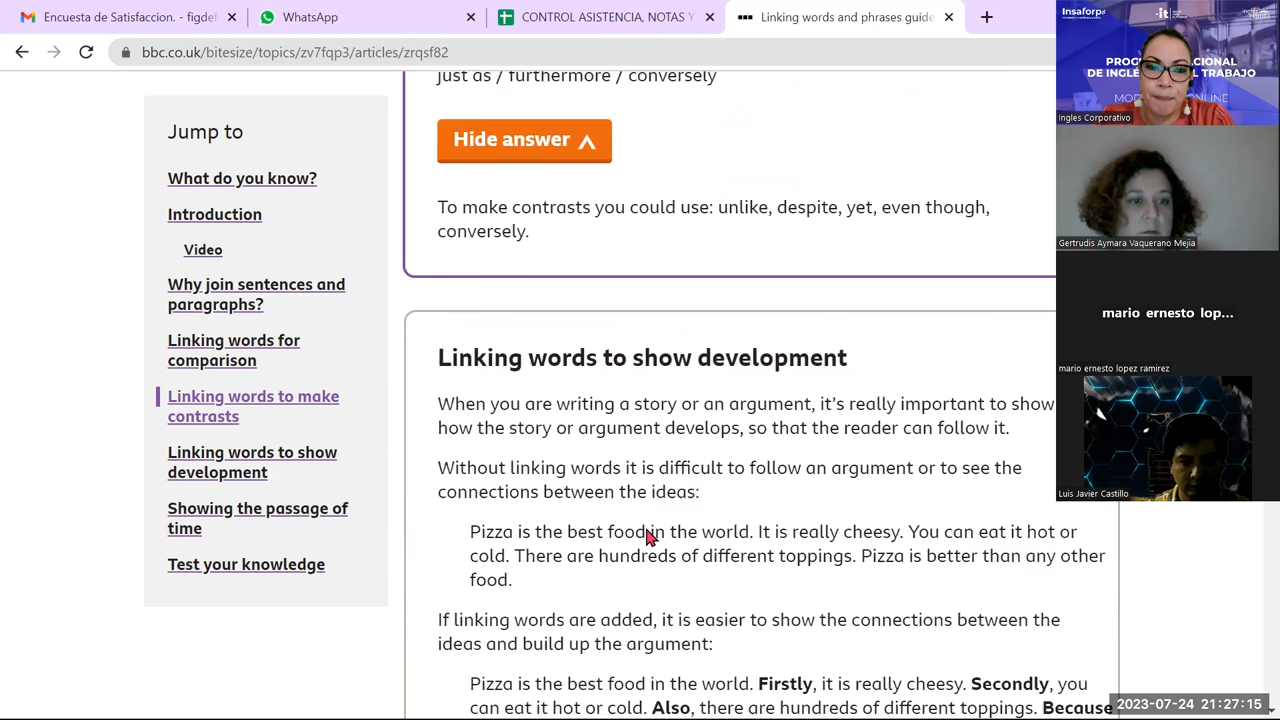 Encuesta de Satisfaccion. - figdef
WhatsApp
CONTROL ASISTENCIA, NOTAS Y
Linking words and phrases guide
bbc.co.uk/bitesize/topics/zv7fqp3/articles/zrqsf82
Jump to
What do you know?
Introduction
Video
Why join sentences and
paragraphs?
Linking words for
comparison
Linking words to make
contrasts
Linking words to show
development
Showing the passage of
time
Test your knowledge
just as / furthermore / conversely
Hide answer
To make contrasts you could use: unlike, despite, yet, even though,
conversely.
Linking words to show development
When you are writing a story or an argument, it's really important to show
how the story or argument develops, so that the reader can follow it.
Without linking words it is difficult to follow an argument or to see the
connections between the ideas:
Pizza is the best food in the world. It is really cheesy. You can eat it hot or
cold. There are hundreds of different toppings. Pizza is better than any other
food.
If linking words are added, it is easier to show the connections between the
ideas and build up the argument:
Pizza is the best food in the world. Firstly, it is really cheesy. Secondly, you
can eat it hot or cold. Also, there are hundreds of different toppings. Because
Insaforp
it
Ingles Corporativo
Gertrudis Aymara Vaquerano Mejia
mario ernesto lop...
mario ernesto lopez ramirez
Luis Javier Castillo
2023-07-24 21:27:15